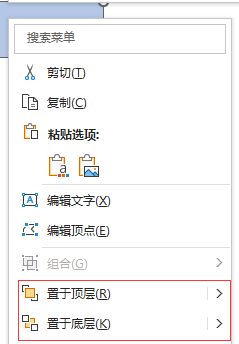 搜索菜单
剪切(T)
复制(C)
粘贴选项:
a
编辑文字(X)
编辑顶点(E)
组合(G)
置于顶层(R)
置于底层(K)